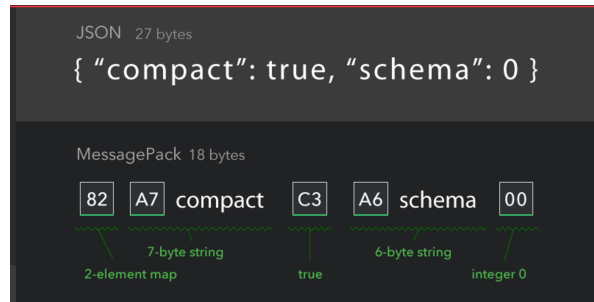 JSON 27 bytes
{ “compact”: true, “schema”: 0 }
MessagePack 18 bytes
82 A7 compact C3 A6 schema 00
7-byte string 6-byte string
2-element map true integer 0